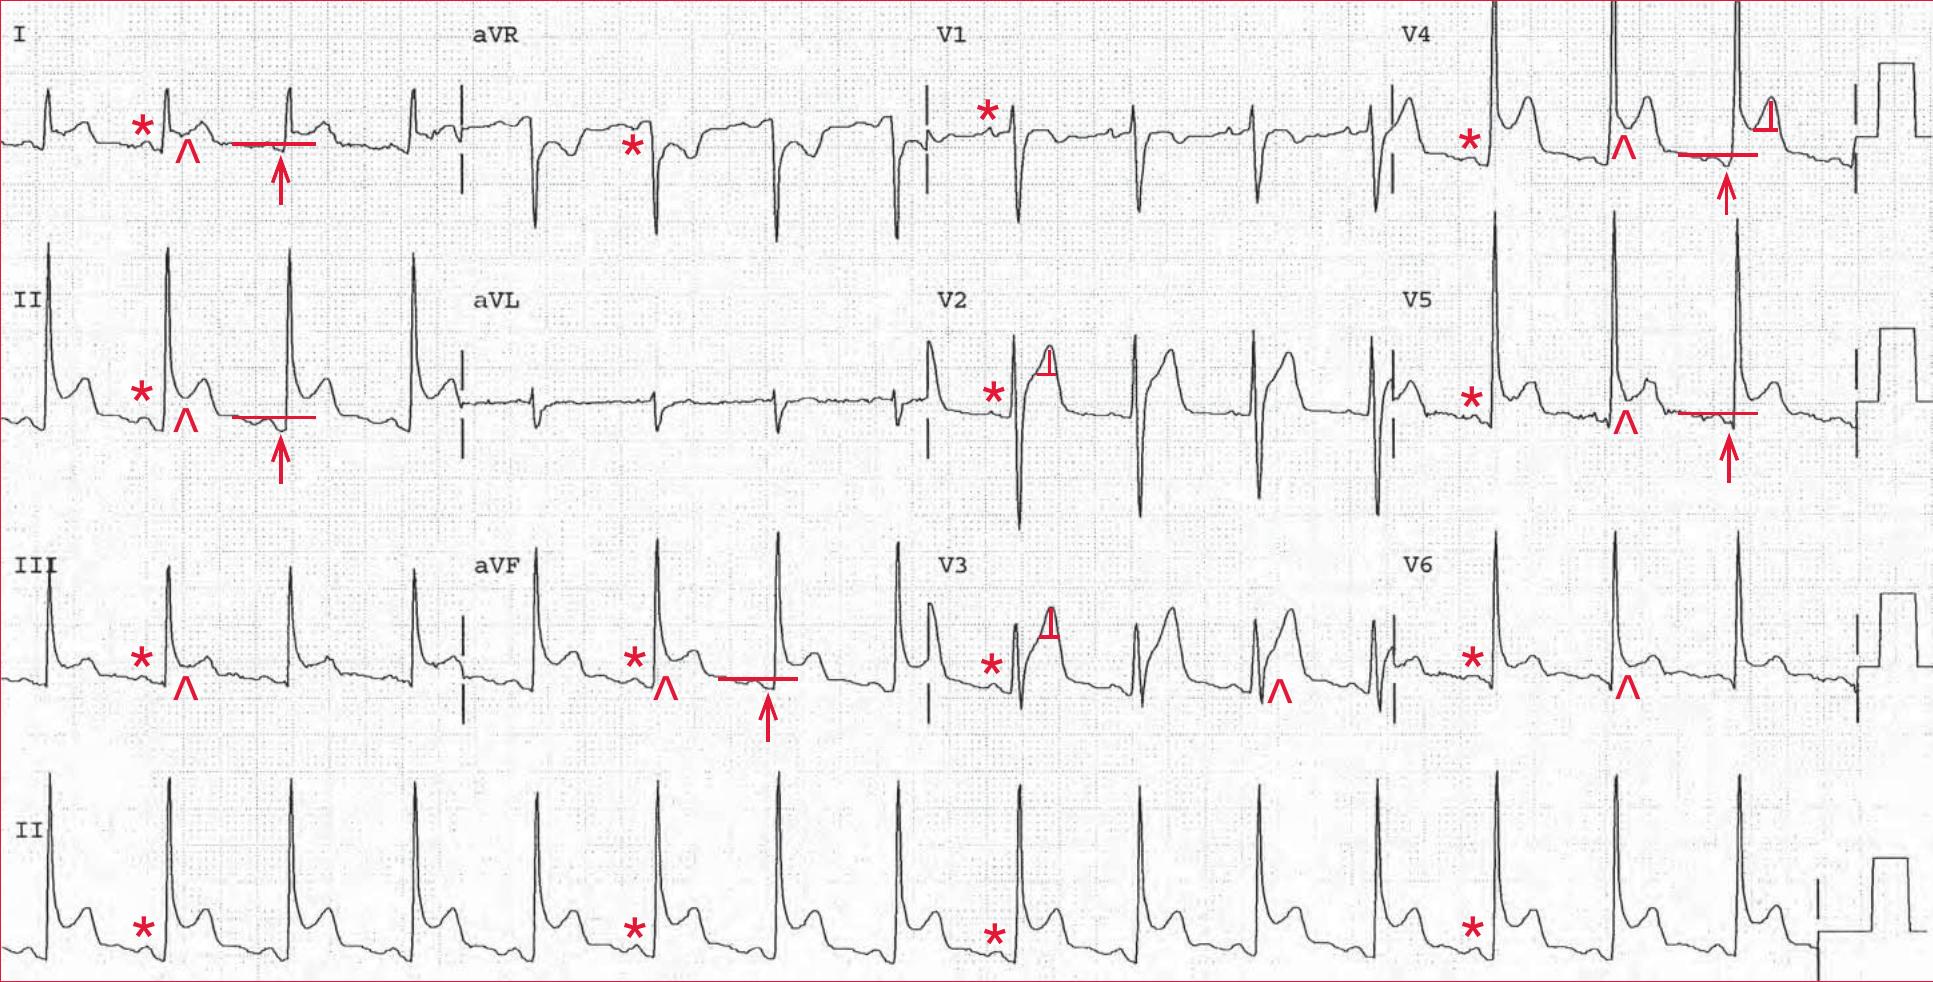 I aVR V1 V4
* * * *
^ ^
II aVL V2 V5
* * *
^ ^
III aVF V3 V6
* * * *
^ ^ ^ ^
II
* * * *